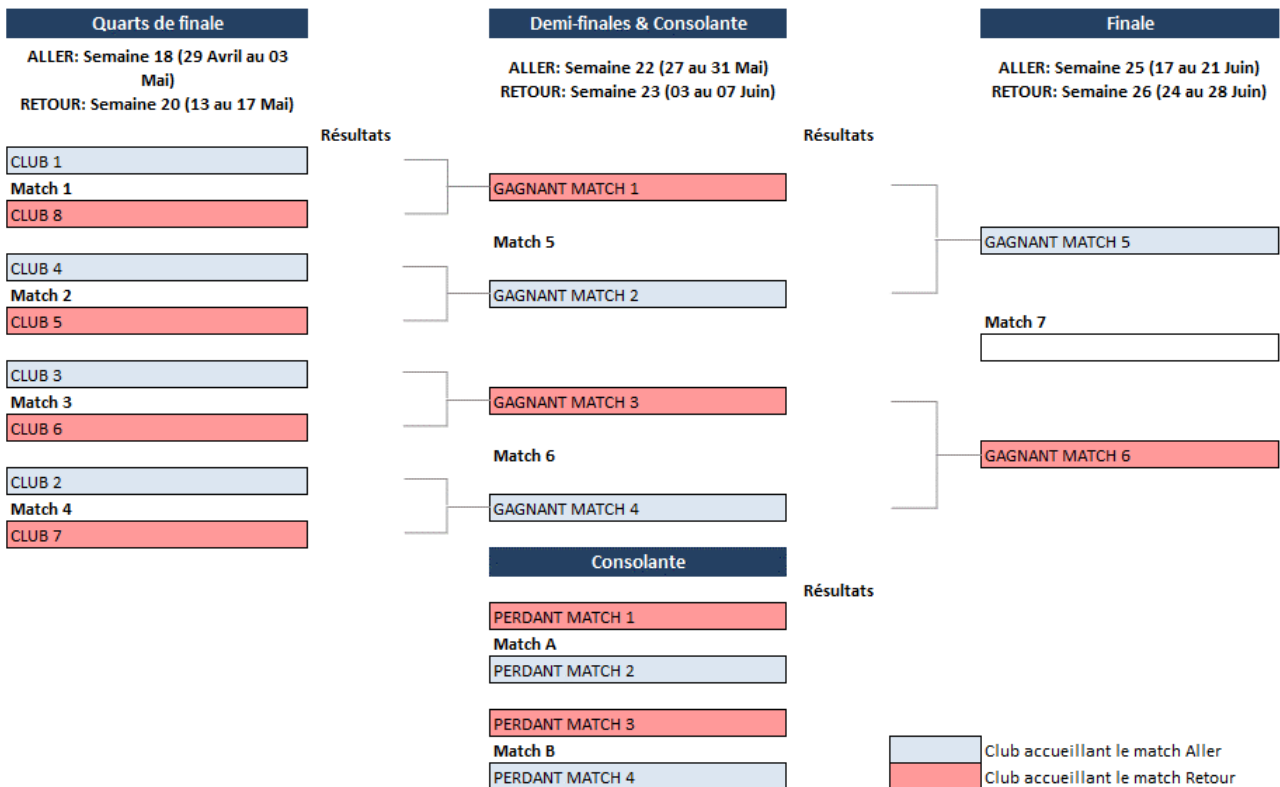 Quarts de finale
ALLER: Semaine 18 (29 Avril au 03
Mai)
RETOUR: Semaine 20 (13 au 17 Mai)
Résultats
CLUB 1
Match 1
CLUB 8
CLUB 4
Match 2
CLUB 5
CLUB 3
Match 3
CLUB 6
CLUB 2
Match 4
CLUB 7
Demi-finales & Consolante
ALLER: Semaine 22 (27 au 31 Mai)
RETOUR: Semaine 23 (03 au 07 Juin)
Résultats
GAGNANT MATCH 1
Match 5
GAGNANT MATCH 2
GAGNANT MATCH 3
Match 6
GAGNANT MATCH 4
Consolante
Résultats
PERDANT MATCH 1
Match A
PERDANT MATCH 2
PERDANT MATCH 3
Match B
PERDANT MATCH 4
Finale
ALLER: Semaine 25 (17 au 21 Juin)
RETOUR: Semaine 26 (24 au 28 Juin)
GAGNANT MATCH 5
Match 7
GAGNANT MATCH 6
Club accueillant le match Aller
Club accueillant le match Retour